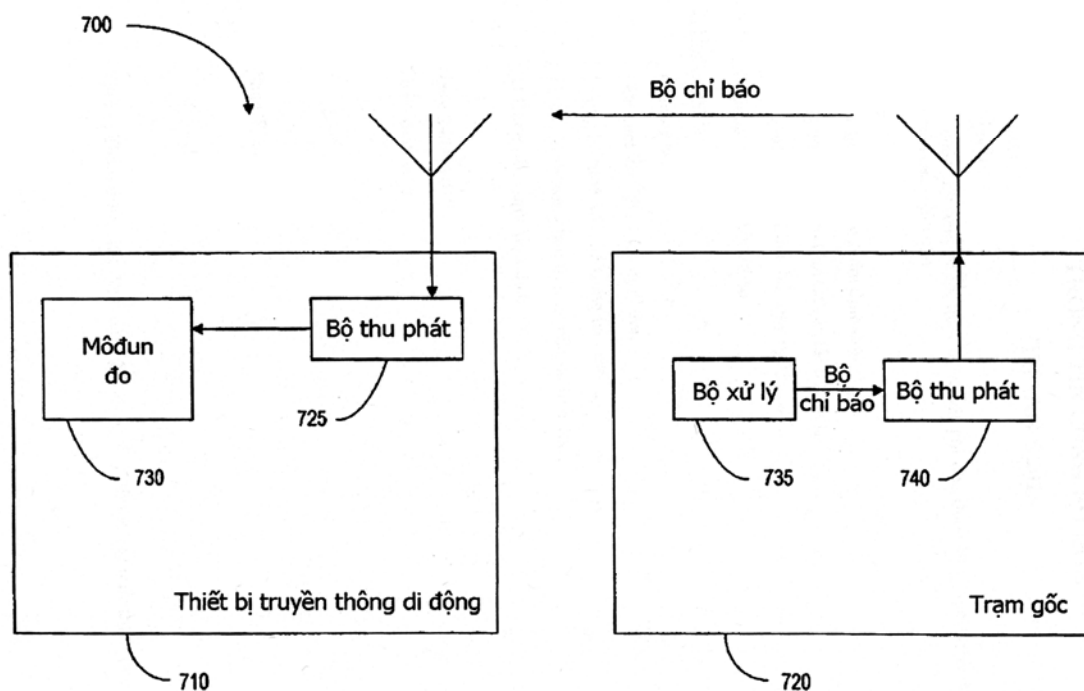 700
Bộ chỉ báo
Môđun
đo
Bộ thu phát
725
730
Thiết bị truyền thông di động
710
Bộ xử lý
Bộ
chỉ báo
Bộ thu phát
735
740
Trạm gốc
720